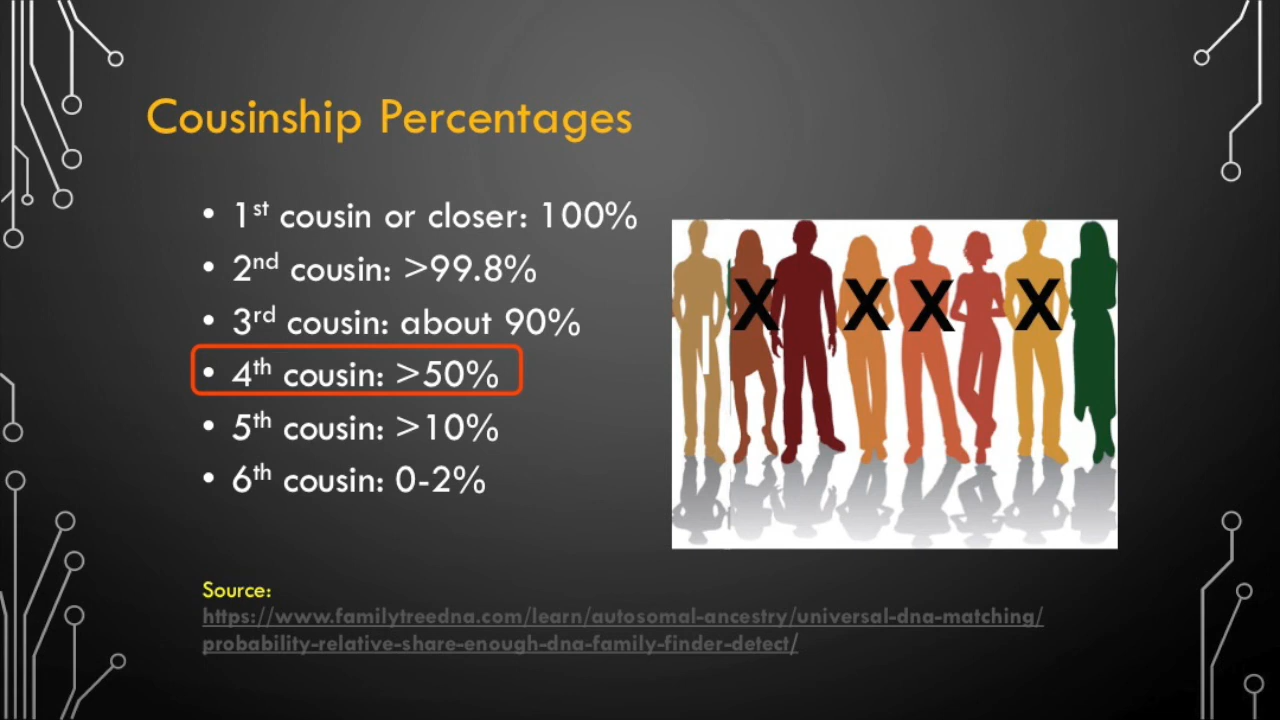 Cousinship Percentages
• 1st cousin or closer: 100%
• 2nd cousin: >99.8%
• 3rd cousin: about 90%
• 4th cousin: >50%
• 5th cousin: >10%
• 6th cousin: 0-2%
X X X X
Source:
https://www.familytreedna.com/learn/autosomal-ancestry/universal-dna-matching/
probability-relative-share-enough-dna-family-finder-detect/